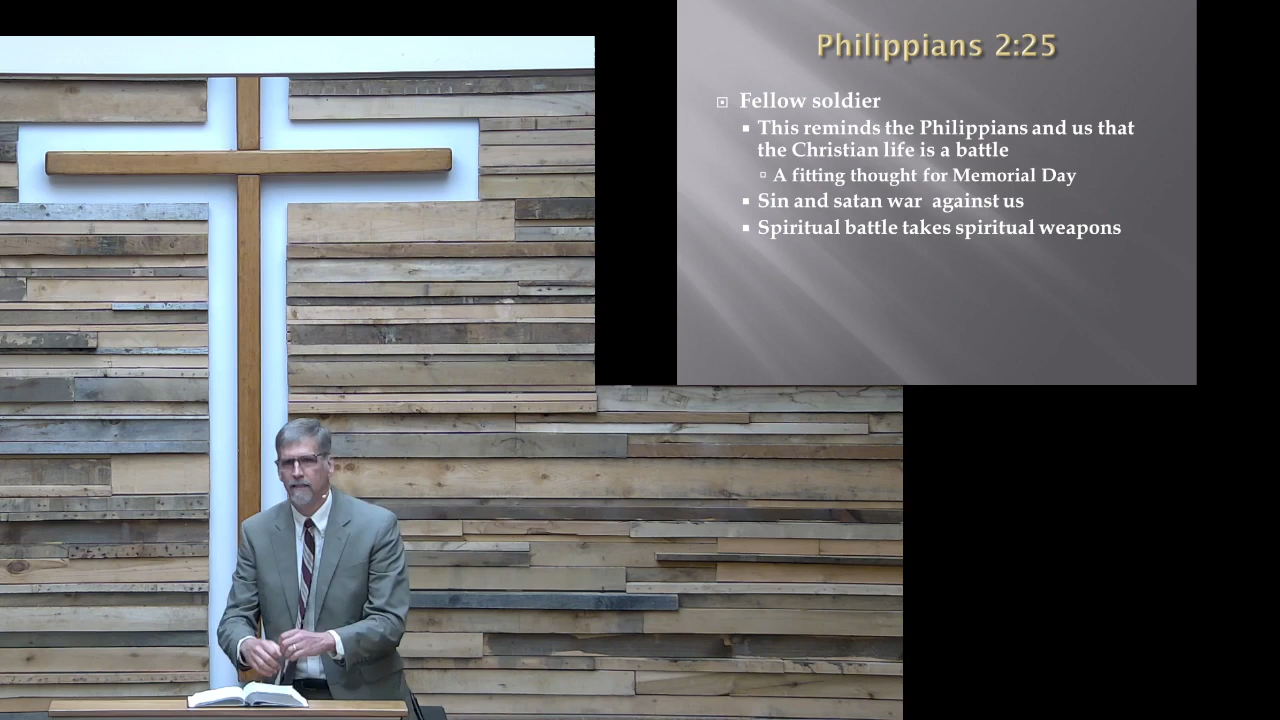 Philippians 2:25
Fellow soldier
This reminds the Philippians and us that
the Christian life is a battle
A fitting thought for Memorial Day
Sin and satan war  against us
Spiritual battle takes spiritual weapons